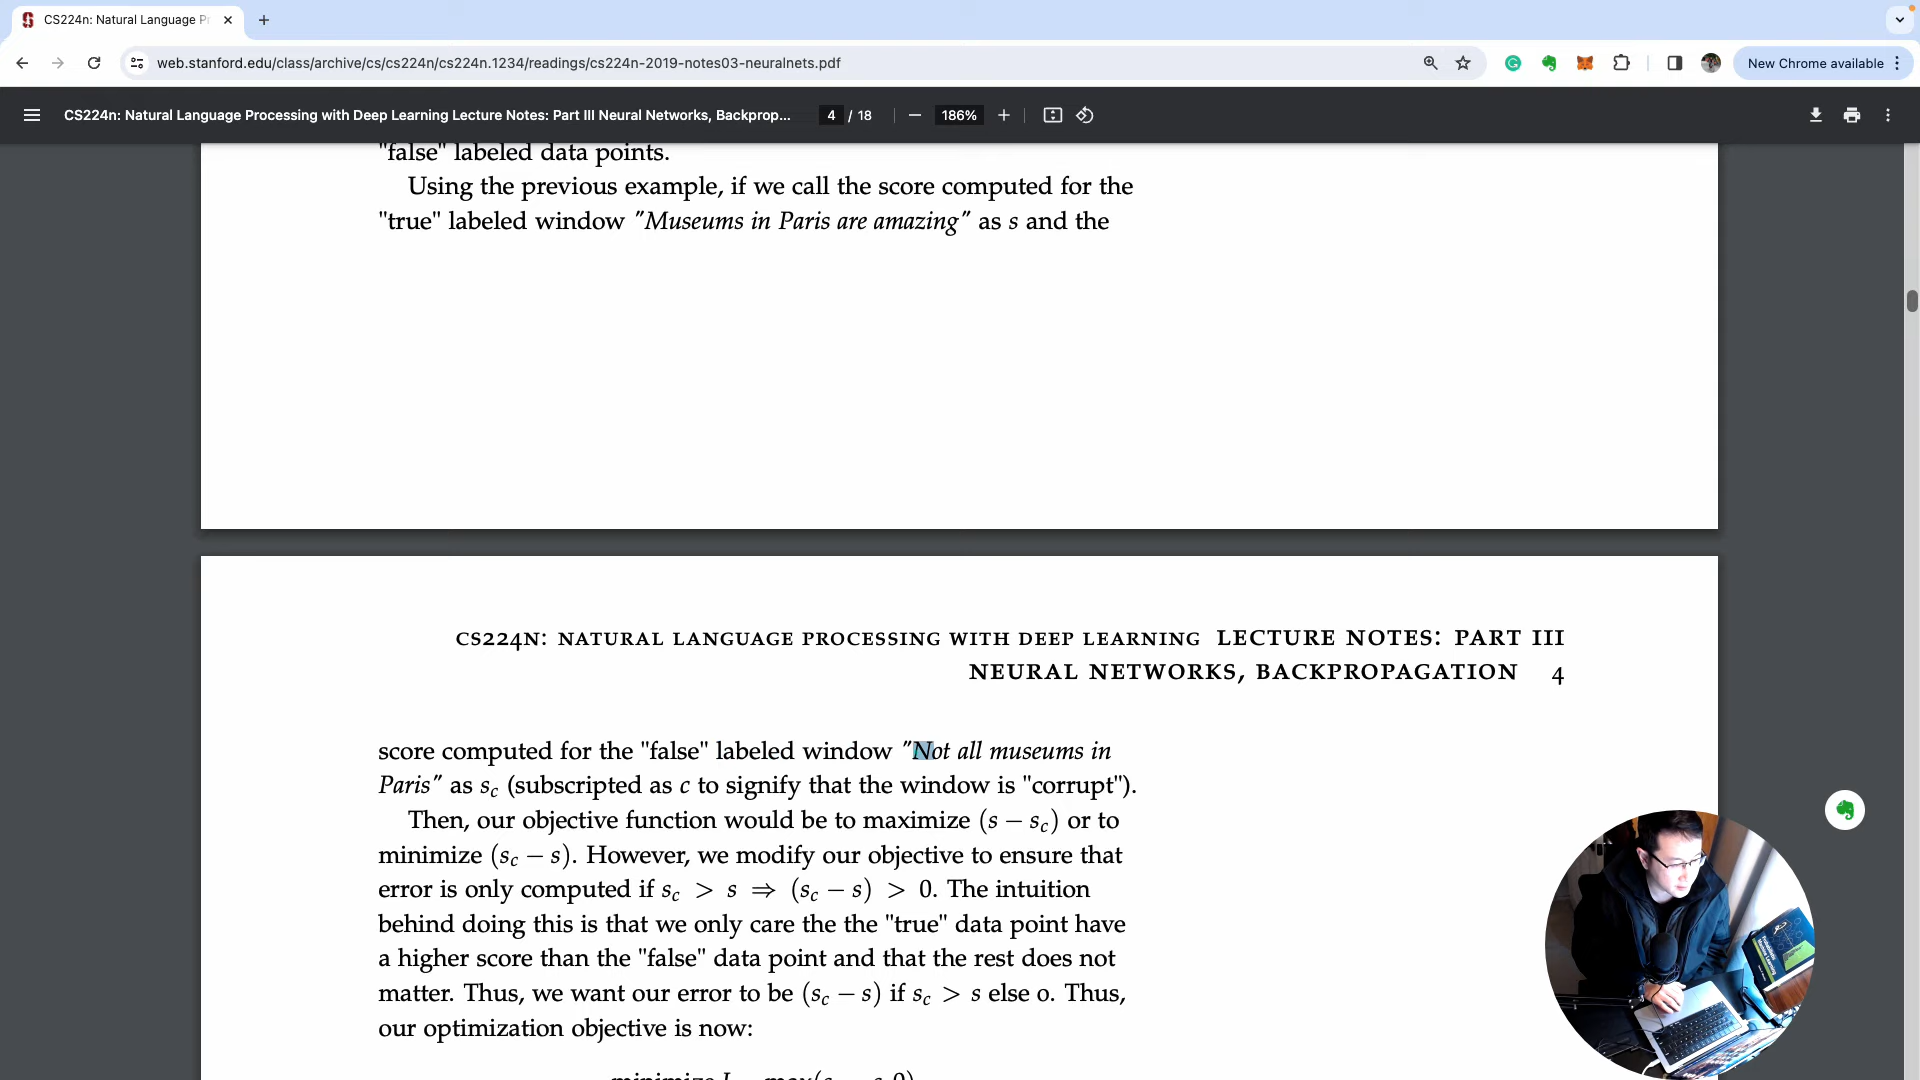 CS224n: Natural Language Pr
web.stanford.edu/class/archive/cs/cs224n/cs224n.1234/readings/cs224n-2019-notes03-neuralnets.pdf
New Chrome available
CS224n: Natural Language Processing with Deep Learning Lecture Notes: Part III Neural Networks, Backprop... 4 / 18 186%
"false" labeled data points.
Using the previous example, if we call the score computed for the
"true" labeled window "Museums in Paris are amazing" as s and the
CS224N: NATURAL LANGUAGE PROCESSING WITH DEEP LEARNING LECTURE NOTES: PART III
NEURAL NETWORKS, BACKPROPAGATION 4
score computed for the "false" labeled window "Not all museums in
Paris" as s_c (subscripted as c to signify that the window is "corrupt").
Then, our objective function would be to maximize (s − s_c) or to
minimize (s_c − s). However, we modify our objective to ensure that
error is only computed if s_c > s ⇒ (s_c − s) > 0. The intuition
behind doing this is that we only care the the "true" data point have
a higher score than the "false" data point and that the rest does not
matter. Thus, we want our error to be (s_c − s) if s_c > s else 0. Thus,
our optimization objective is now: